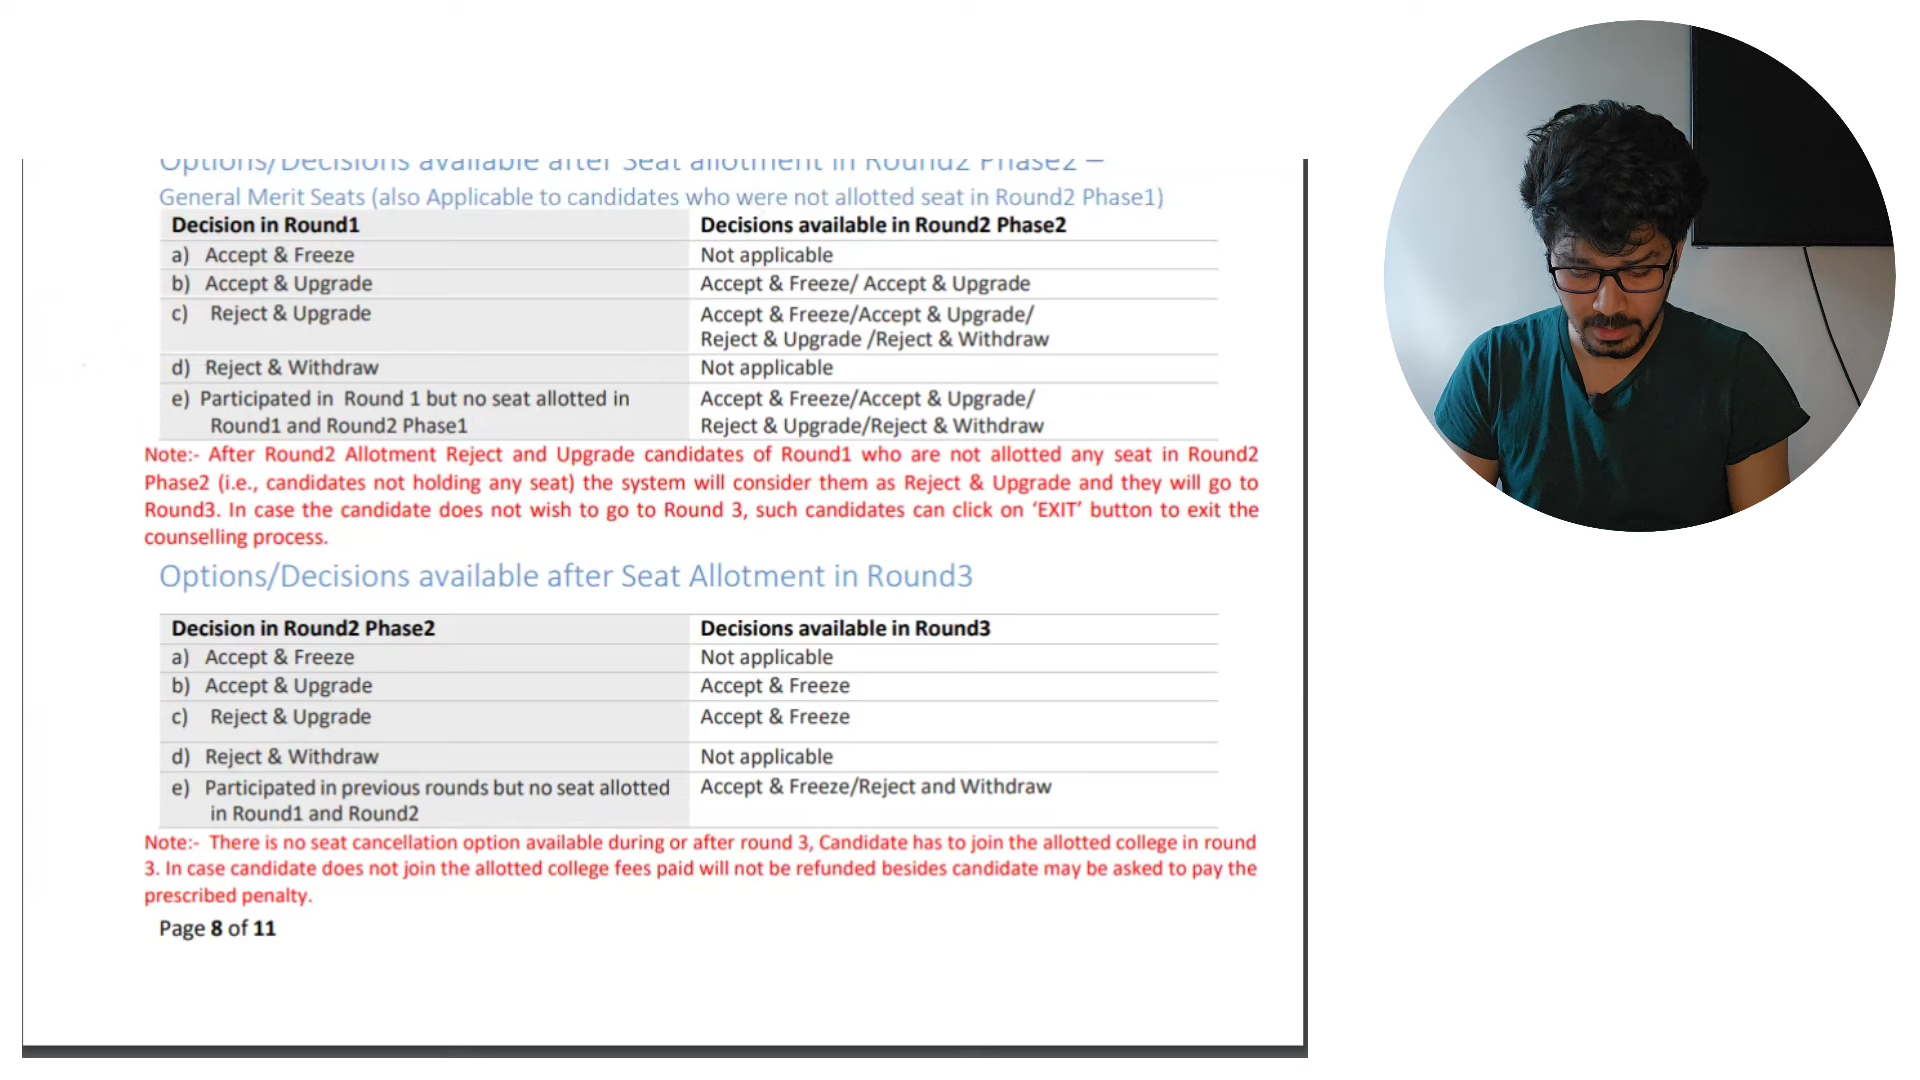 Options/Decisions available after Seat allotment in Round2 Phase2 –
General Merit Seats (also Applicable to candidates who were not allotted seat in Round2 Phase1)
Decision in Round1 Decisions available in Round2 Phase2
a) Accept & Freeze Not applicable
b) Accept & Upgrade Accept & Freeze/ Accept & Upgrade
c) Reject & Upgrade Accept & Freeze/Accept & Upgrade/
Reject & Upgrade /Reject & Withdraw
d) Reject & Withdraw Not applicable
e) Participated in Round 1 but no seat allotted in Accept & Freeze/Accept & Upgrade/
Round1 and Round2 Phase1 Reject & Upgrade/Reject & Withdraw
Note:- After Round2 Allotment Reject and Upgrade candidates of Round1 who are not allotted any seat in Round2
Phase2 (i.e., candidates not holding any seat) the system will consider them as Reject & Upgrade and they will go to
Round3. In case the candidate does not wish to go to Round 3, such candidates can click on ‘EXIT’ button to exit the
counselling process.
Options/Decisions available after Seat Allotment in Round3
Decision in Round2 Phase2 Decisions available in Round3
a) Accept & Freeze Not applicable
b) Accept & Upgrade Accept & Freeze
c) Reject & Upgrade Accept & Freeze
d) Reject & Withdraw Not applicable
e) Participated in previous rounds but no seat allotted Accept & Freeze/Reject and Withdraw
in Round1 and Round2
Note:- There is no seat cancellation option available during or after round 3, Candidate has to join the allotted college in round
3. In case candidate does not join the allotted college fees paid will not be refunded besides candidate may be asked to pay the
prescribed penalty.
Page 8 of 11